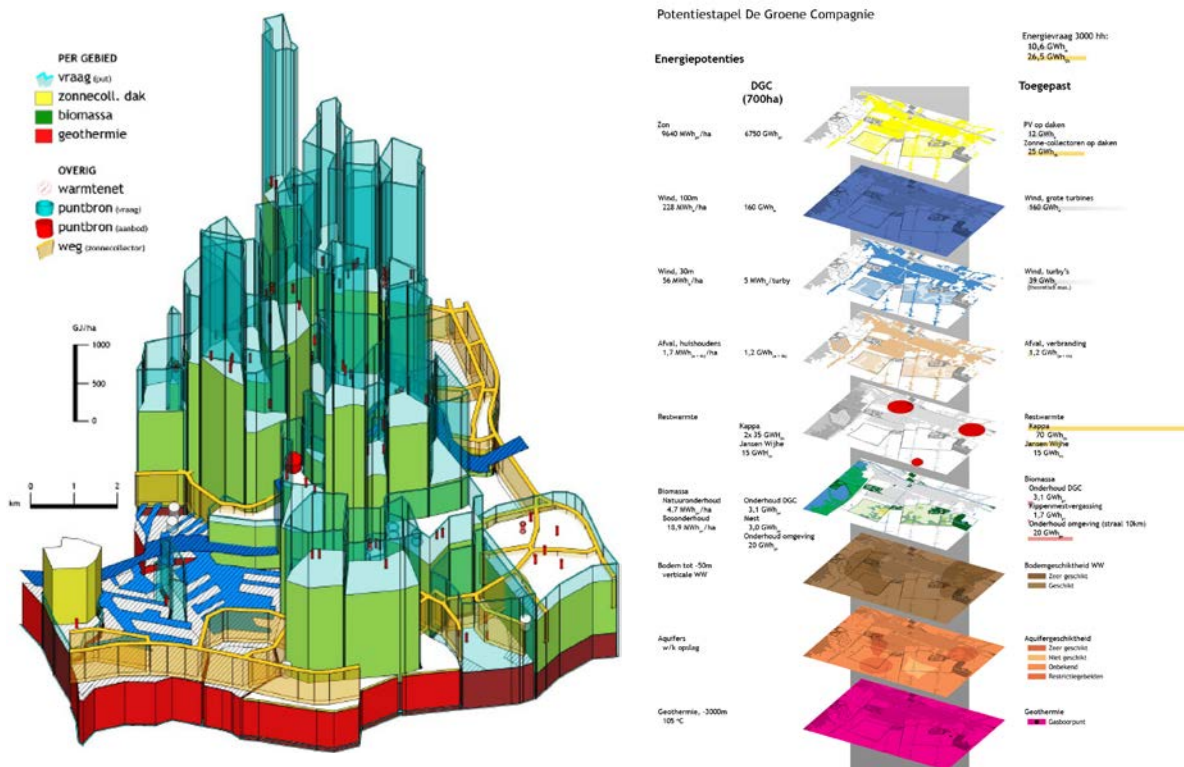 PER GEBIED
vraag (put)
zonnecoll. dak
biomassa
geothermie
OVERIG
warmtenet
puntbron (vraag)
puntbron (aanbod)
weg (zonnecollector)
GJ/ha
1000
500
0
0 1 2
km
Potentiestapel De Groene Compagnie
Energievraag 3000 hh:
10,6 GWh
26,5 GWh
Energiepotenties
DGC
(700ha)
Toegepast
Zon
9640 MWh /ha
6750 GWh
PV op daken
12 GWh
Zonne-collectoren op daken
25 GWh
Wind, 100m
228 MWh /ha
160 GWh
Wind, grote turbines
160 GWh
Wind, 30m
56 MWh /ha
5 MWh /turby
Wind, turby's
39 GWh
Afval, huishoudens
1,7 MWh /ha
1,2 GWh
Afval, verbranding
1,2 GWh
Restwarmte
Kappa
2x 35 GWH
Jansen Wijhe
15 GWH
Restwarmte
Kappa
70 GWh
Jansen Wijhe
15 GWh
Biomassa
Natuuronderhoud
4,7 MWh /ha
Bosonderhoud
18,9 MWh /ha
Onderhoud DGC
3,1 GWh
Mest
3,0 GWh
Onderhoud omgeving
20 GWh
Biomassa
Onderhoud DGC
3,1 GWh
Kippenmestvergassing
1,7 GWh
Onderhoud omgeving (straal 10km)
20 GWh
Bodem tot -50m
verticale WW
Bodemgeschiktheid WW
Zeer geschikt
Geschikt
Aquifers
w/k opslag
Aquifergeschiktheid
Zeer geschikt
Niet geschikt
Onbekend
Restrictiegebieden
Geothermie, -3000m
105 °C
Geothermie
Gasboorpunt